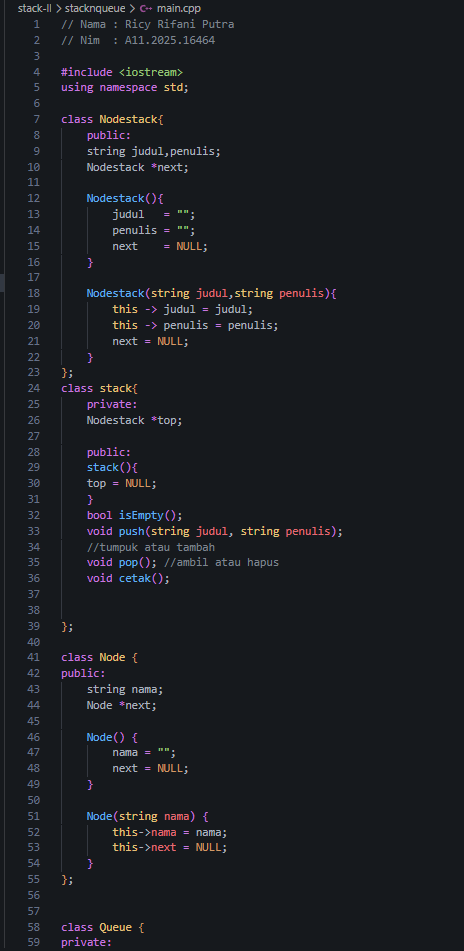 stack-ll > stacknqueue > C++ main.cpp
1 // Nama : Ricy Rifani Putra
2 // Nim  : A11.2025.16464
3
4 #include <iostream>
5 using namespace std;
6
7 class Nodestack{
8     public:
9     string judul,penulis;
10     Nodestack *next;
11
12     Nodestack(){
13         judul   = "";
14         penulis = "";
15         next    = NULL;
16     }
17
18     Nodestack(string judul,string penulis){
19         this -> judul = judul;
20         this -> penulis = penulis;
21         next = NULL;
22     }
23 };
24 class stack{
25     private:
26     Nodestack *top;
27
28     public:
29     stack(){
30     top = NULL;
31     }
32     bool isEmpty();
33     void push(string judul, string penulis);
34     //tumpuk atau tambah
35     void pop(); //ambil atau hapus
36     void cetak();
37
38
39 };
40
41 class Node {
42 public:
43     string nama;
44     Node *next;
45
46     Node() {
47         nama = "";
48         next = NULL;
49     }
50
51     Node(string nama) {
52         this->nama = nama;
53         this->next = NULL;
54     }
55 };
56
57
58 class Queue {
59 private: